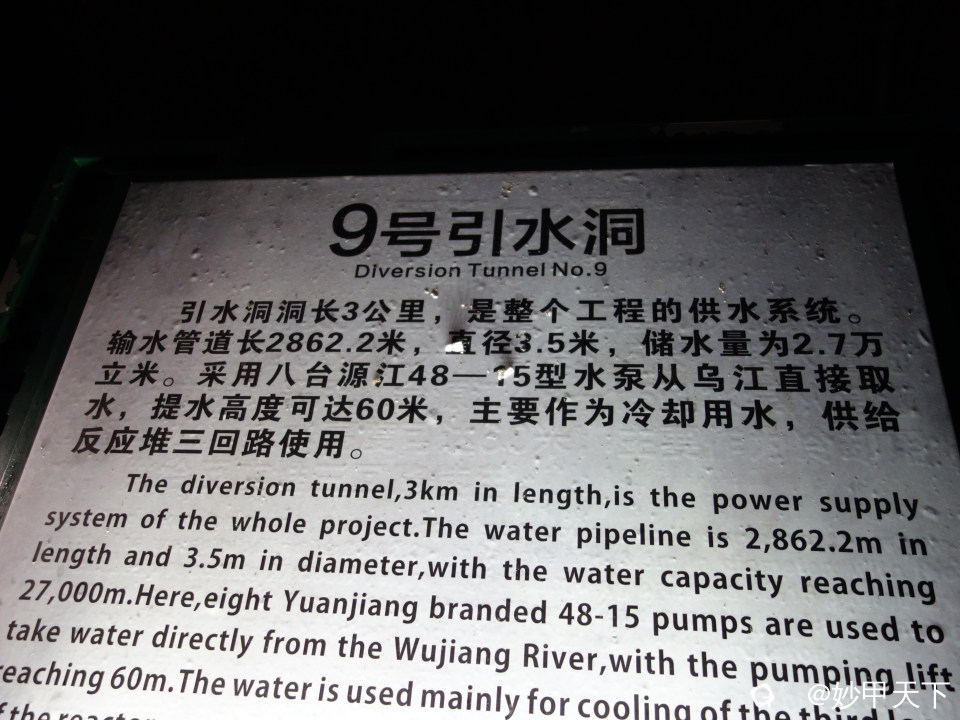 9号引水洞
Diversion Tunnel No.9
引水洞洞长3公里，是整个工程的供水系统。
输水管道长2862.2米，直径3.5米，储水量为2.7万
立米。采用八台源江48—15型水泵从乌江直接取
水，提水高度可达60米，主要作为冷却用水，供给
反应堆三回路使用。
The diversion tunnel,3km in length,is the power supply
system of the whole project.The water pipeline is 2,862.2m in
length and 3.5m in diameter,with the water capacity reaching
27,000m.Here,eight Yuanjiang branded 48-15 pumps are used to
take water directly from the Wujiang River,with the pumping lift
reaching 60m.The water is used mainly for cooling of the third
of the reactor
@妙甲天下